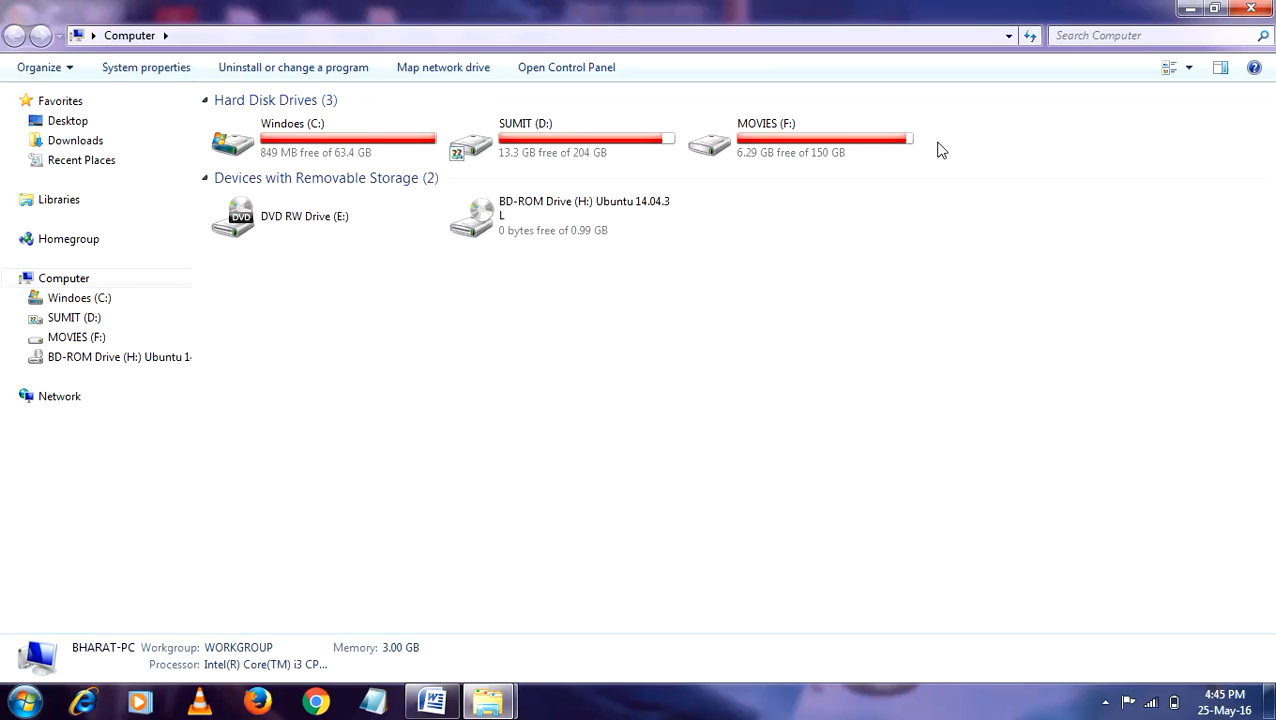 Computer
Search Computer
Organize
System properties
Uninstall or change a program
Map network drive
Open Control Panel
Favorites
Desktop
Downloads
Recent Places
Libraries
Homegroup
Computer
Windoes (C:)
SUMIT (D:)
MOVIES (F:)
BD-ROM Drive (H:) Ubuntu 1
Network
Hard Disk Drives (3)
Windoes (C:)
849 MB free of 63.4 GB
SUMIT (D:)
13.3 GB free of 204 GB
MOVIES (F:)
6.29 GB free of 150 GB
Devices with Removable Storage (2)
DVD
DVD RW Drive (E:)
BD-ROM Drive (H:) Ubuntu 14.04.3
L
0 bytes free of 0.99 GB
BHARAT-PC Workgroup: WORKGROUP Memory: 3.00 GB
Processor: Intel(R) Core(TM) i3 CP...
4:45 PM
25-May-16